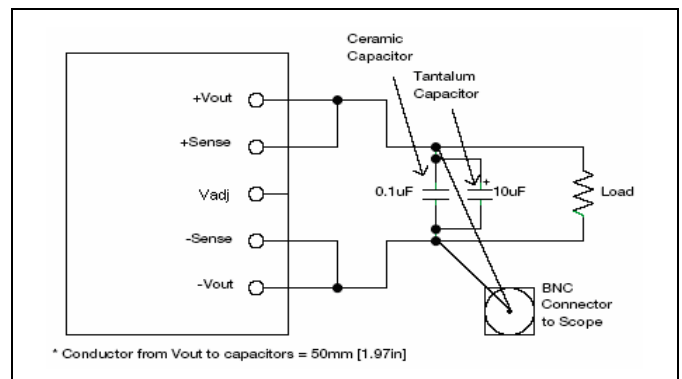 Ceramic
Capacitor
Tantalum
Capacitor
+Vout
+Sense
Vadj
0.1uF
+
10uF
Load
-Sense
-Vout
BNC
Connector
to Scope
* Conductor from Vout to capacitors = 50mm [1.97in]